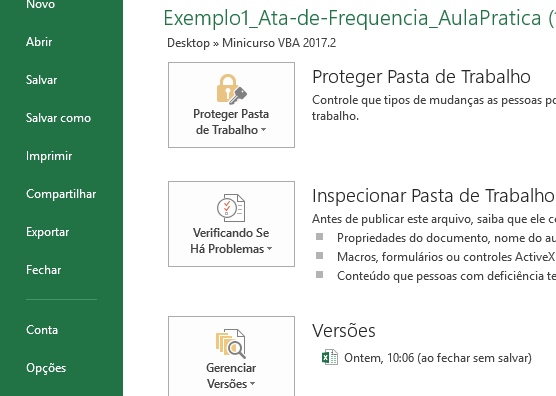 Novo
Abrir
Salvar
Salvar como
Imprimir
Compartilhar
Exportar
Fechar
Conta
Opções
Exemplo1_Ata-de-Frequencia_AulaPratica (
Desktop » Minicurso VBA 2017.2
Proteger Pasta
de Trabalho
Proteger Pasta de Trabalho
Controle que tipos de mudanças as pessoas
trabalho.
Verificando Se
Há Problemas
Inspecionar Pasta de Trabalho
Antes de publicar este arquivo, saiba que ele
Propriedades do documento, nome do
Macros, formulários ou controles ActiveX
Conteúdo que pessoas com deficiência
Gerenciar
Versões
Versões
Ontem, 10:06 (ao fechar sem salvar)